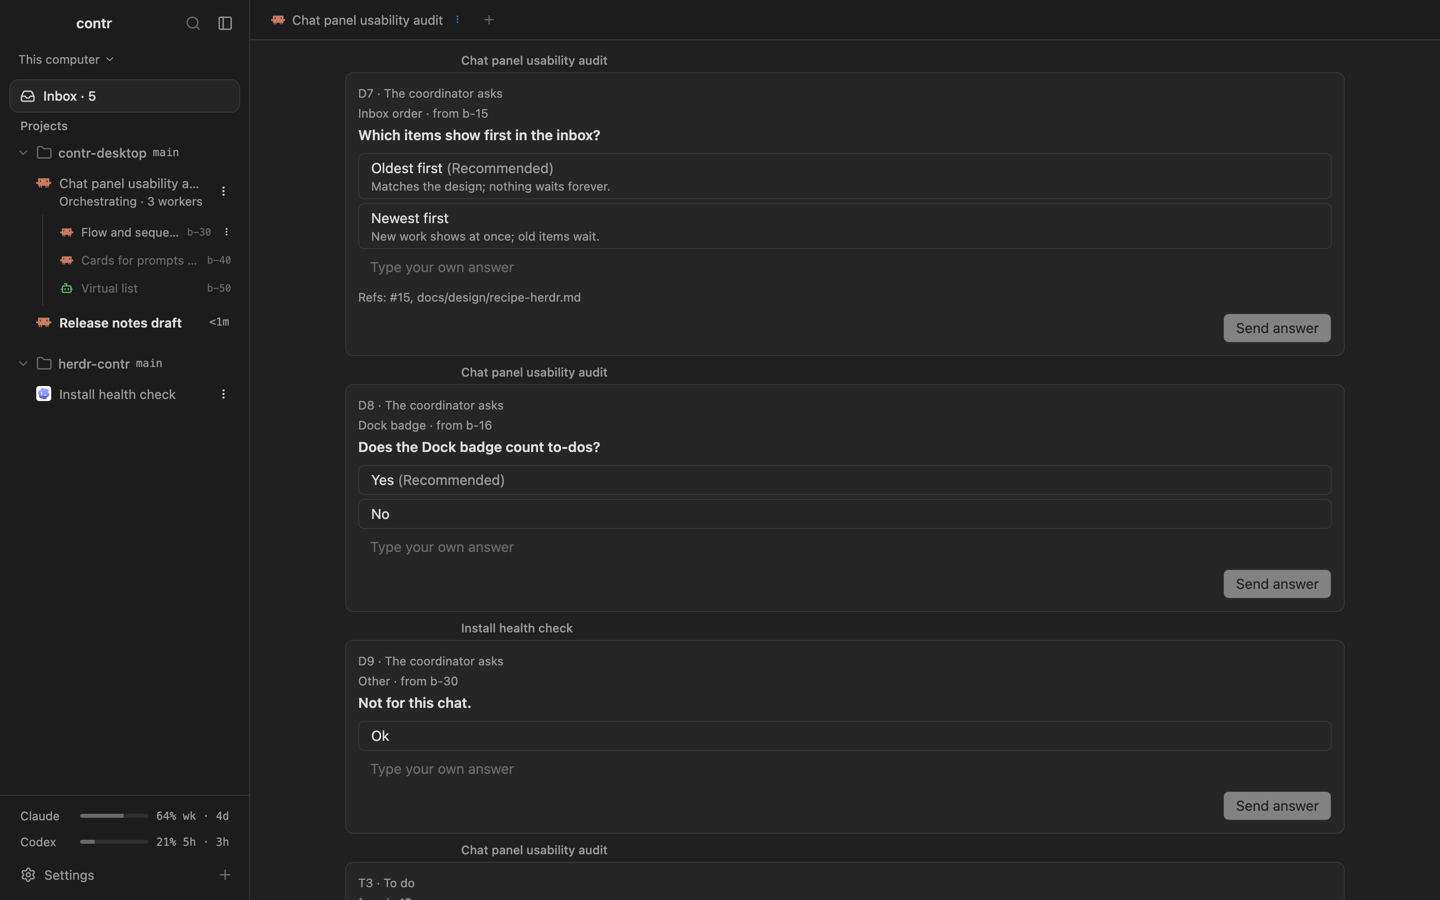 contr
This computer
Inbox · 5
Projects
contr-desktop main
Chat panel usability a...
Orchestrating · 3 workers
Flow and seque... b-30
Cards for prompts ... b-40
Virtual list b-50
Release notes draft <1m
herdr-contr main
Install health check
Claude 64% wk · 4d
Codex 21% 5h · 3h
Settings
Chat panel usability audit
Chat panel usability audit
D7 · The coordinator asks
Inbox order · from b-15
Which items show first in the inbox?
Oldest first (Recommended)
Matches the design; nothing waits forever.
Newest first
New work shows at once; old items wait.
Type your own answer
Refs: #15, docs/design/recipe-herdr.md
Send answer
Chat panel usability audit
D8 · The coordinator asks
Dock badge · from b-16
Does the Dock badge count to-dos?
Yes (Recommended)
No
Type your own answer
Send answer
Install health check
D9 · The coordinator asks
Other · from b-30
Not for this chat.
Ok
Type your own answer
Send answer
Chat panel usability audit
T3 · To do